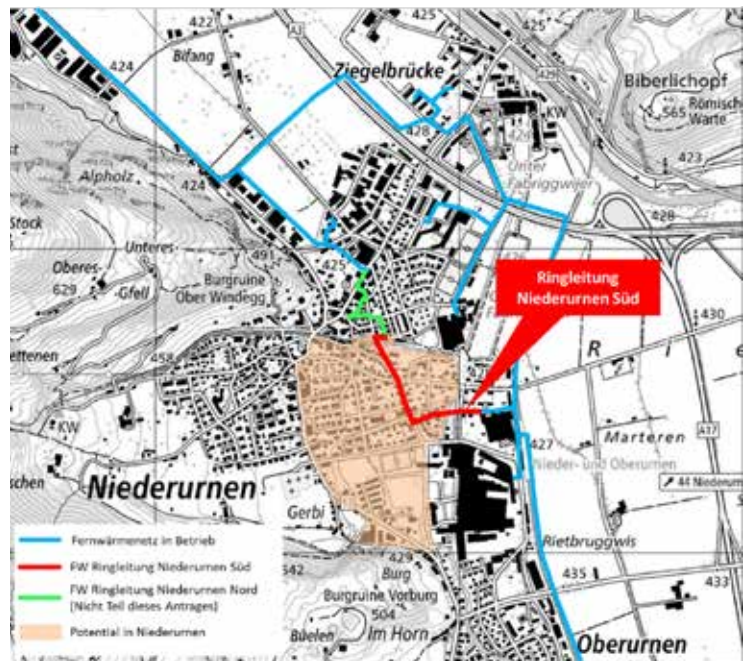 422
425
424
A3
429
Bifang
Ziegelbrücke
Biberlichopf
KW
565
Römische
Warte
428
Unter
Fabriggwijer
423
Alpholz
424
428
Stock
Unteres
491
425
426
Oberes
629
Gfell
Burgruine
Ober Windegg
Ringleitung
Niederurnen Süd
430
458
R i e
KW
A17
427
Marteren
Nieder- und Oberurnen
44 Niederurn
Niederurnen
Gerbi
Rietbruggwis
429
435
433
Burg
Burgruine Vorburg
504
Büelen
Im Horn
Oberurnen
Fernwärmenetz in Betrieb
FW Ringleitung Niederurnen Süd
FW Ringleitung Niederurnen Nord
(Nicht Teil dieses Antrages)
Potential in Niederurnen